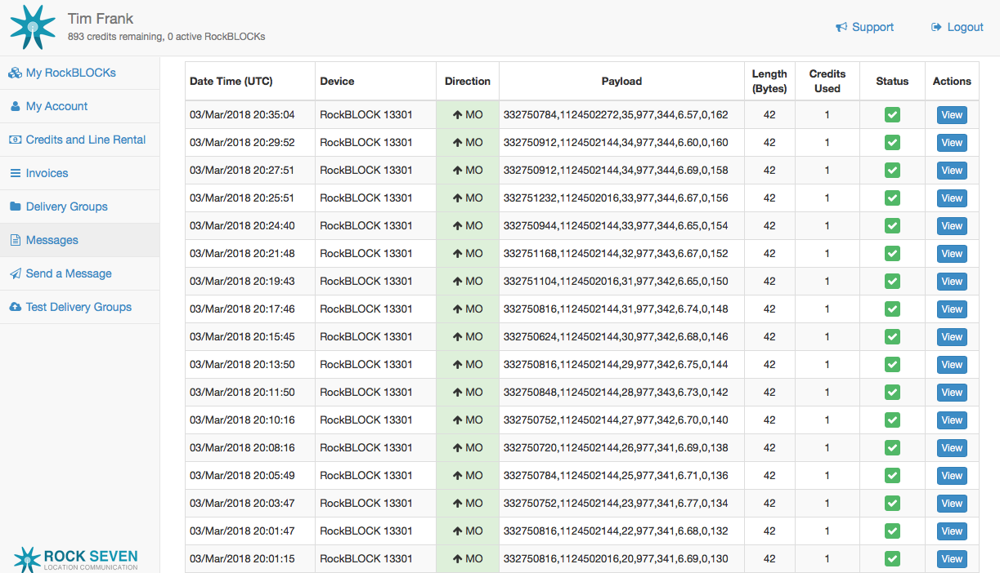 Tim Frank
893 credits remaining, 0 active RockBLOCKs
Support
Logout
My RockBLOCKs
My Account
Credits and Line Rental
Invoices
Delivery Groups
Messages
Send a Message
Test Delivery Groups
ROCK SEVEN
LOCATION COMMUNICATION
Date Time (UTC) Device Direction Payload Length (Bytes) Credits Used Status Actions
03/Mar/2018 20:35:04 RockBLOCK 13301 MO 332750784,1124502272,35,977,344,6.57,0,162 42 1 View
03/Mar/2018 20:29:52 RockBLOCK 13301 MO 332750912,1124502144,34,977,344,6.60,0,160 42 1 View
03/Mar/2018 20:27:51 RockBLOCK 13301 MO 332750912,1124502144,34,977,344,6.69,0,158 42 1 View
03/Mar/2018 20:25:51 RockBLOCK 13301 MO 332751232,1124502016,33,977,344,6.67,0,156 42 1 View
03/Mar/2018 20:24:40 RockBLOCK 13301 MO 332750944,1124502144,33,977,344,6.65,0,154 42 1 View
03/Mar/2018 20:21:48 RockBLOCK 13301 MO 332751168,1124502144,32,977,343,6.67,0,152 42 1 View
03/Mar/2018 20:19:43 RockBLOCK 13301 MO 332751104,1124502016,31,977,342,6.65,0,150 42 1 View
03/Mar/2018 20:17:46 RockBLOCK 13301 MO 332750816,1124502144,31,977,342,6.74,0,148 42 1 View
03/Mar/2018 20:15:45 RockBLOCK 13301 MO 332750624,1124502144,30,977,342,6.68,0,146 42 1 View
03/Mar/2018 20:13:50 RockBLOCK 13301 MO 332750816,1124502144,29,977,342,6.75,0,144 42 1 View
03/Mar/2018 20:11:50 RockBLOCK 13301 MO 332750848,1124502144,28,977,343,6.73,0,142 42 1 View
03/Mar/2018 20:10:16 RockBLOCK 13301 MO 332750752,1124502144,27,977,342,6.70,0,140 42 1 View
03/Mar/2018 20:08:16 RockBLOCK 13301 MO 332750720,1124502144,26,977,341,6.69,0,138 42 1 View
03/Mar/2018 20:05:49 RockBLOCK 13301 MO 332750784,1124502144,25,977,341,6.71,0,136 42 1 View
03/Mar/2018 20:03:47 RockBLOCK 13301 MO 332750752,1124502144,23,977,341,6.77,0,134 42 1 View
03/Mar/2018 20:01:47 RockBLOCK 13301 MO 332750816,1124502144,22,977,341,6.68,0,132 42 1 View
03/Mar/2018 20:01:15 RockBLOCK 13301 MO 332750816,1124502016,20,977,341,6.69,0,130 42 1 View